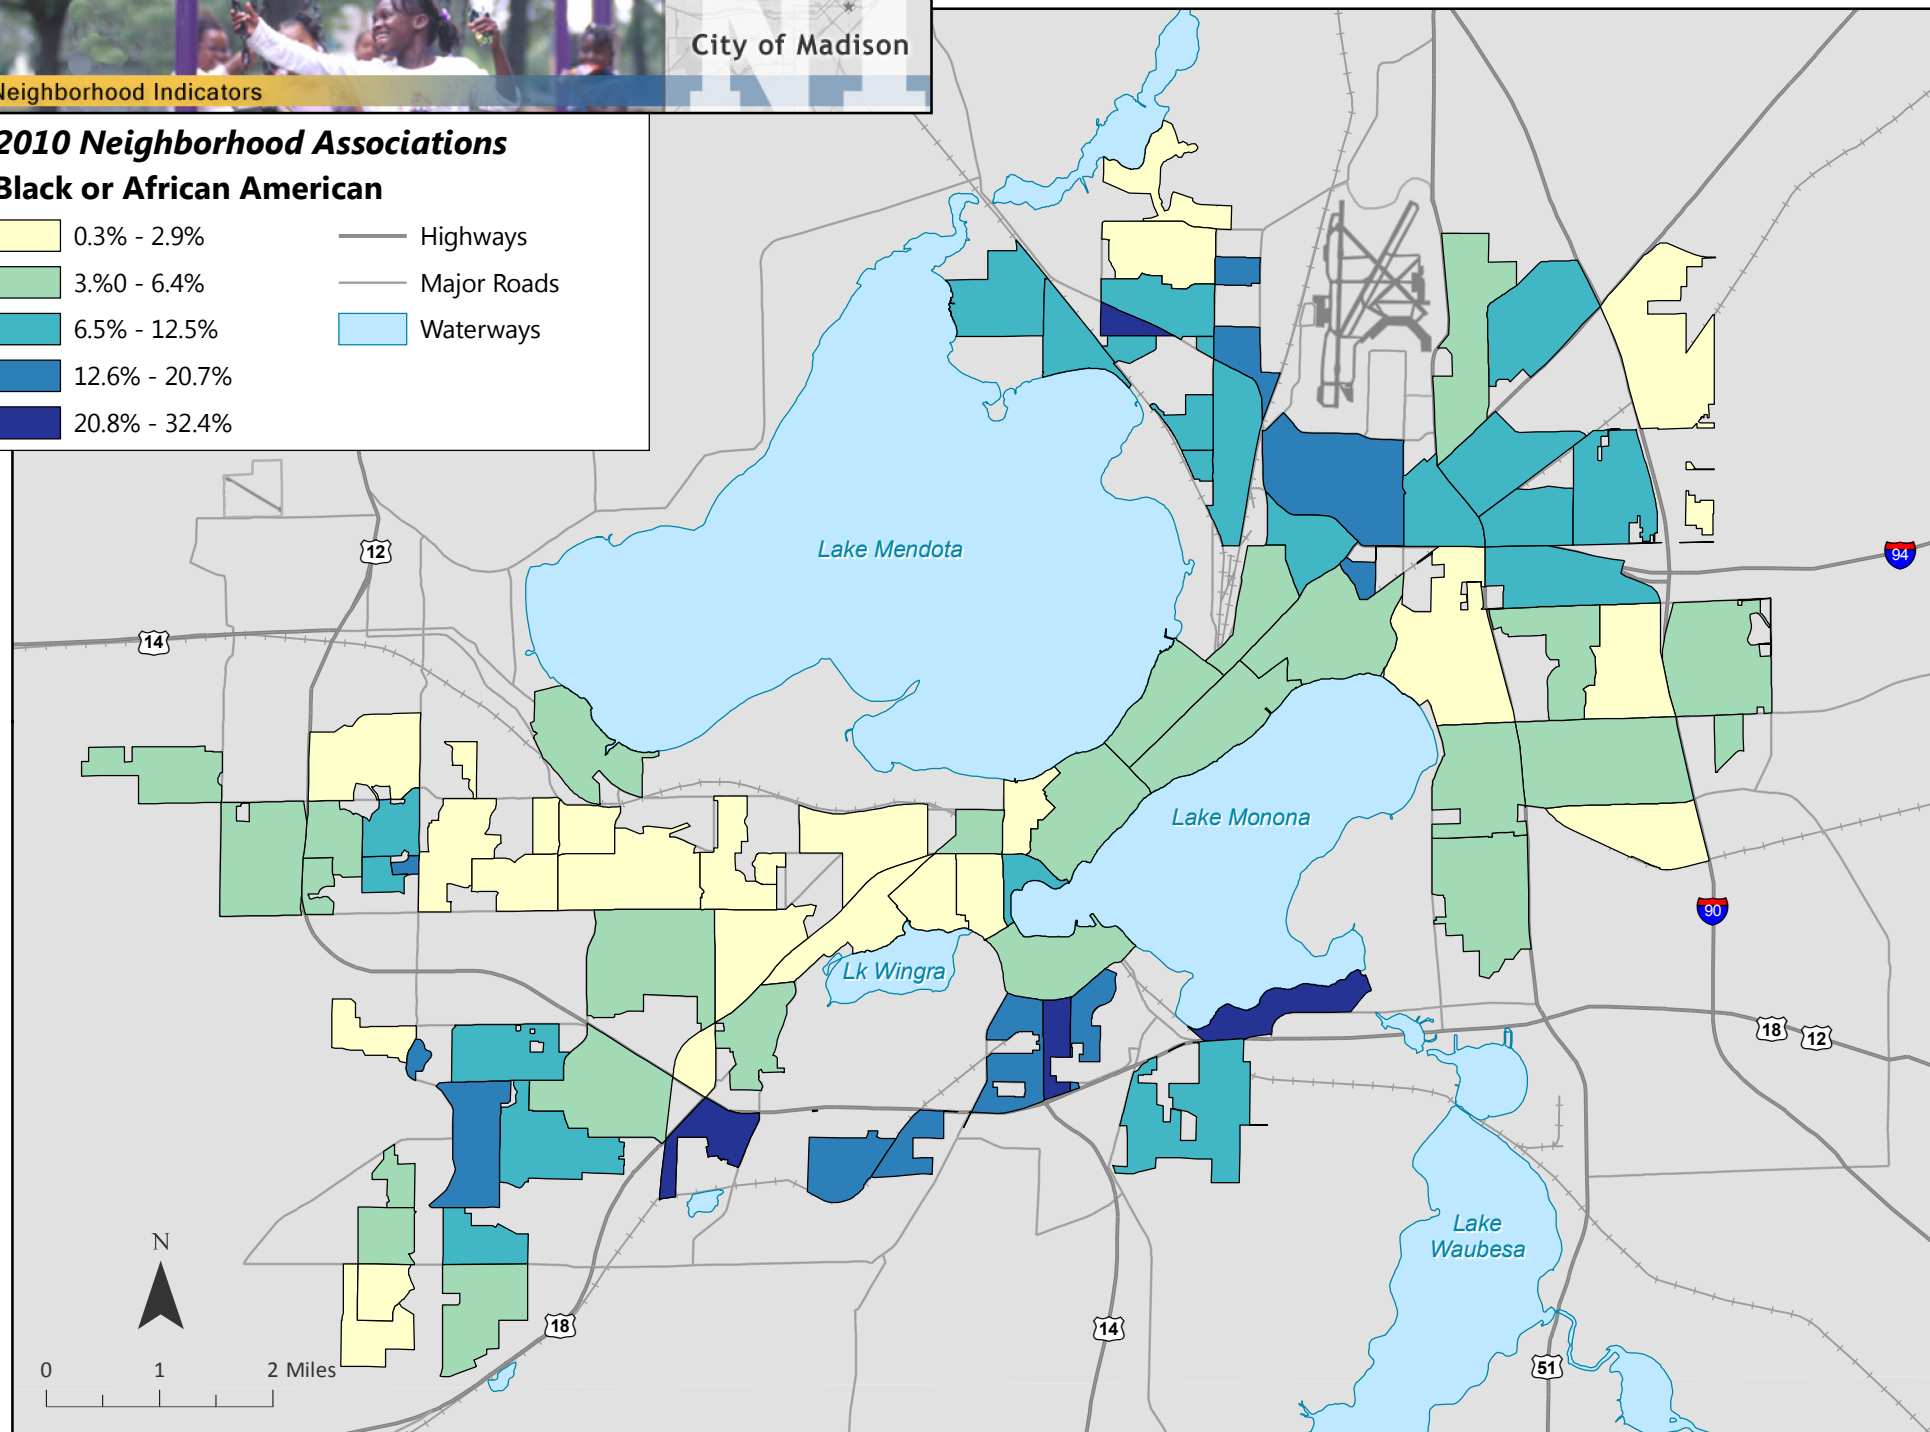 City of Madison
Neighborhood Indicators
2010 Neighborhood Associations
Black or African American
0.3% - 2.9%
3.%0 - 6.4%
6.5% - 12.5%
12.6% - 20.7%
20.8% - 32.4%
Highways
Major Roads
Waterways
12
14
Lake Mendota
94
Lake Monona
90
Lk Wingra
18
12
Lake
Waubesa
N
18
14
51
0 1 2 Miles